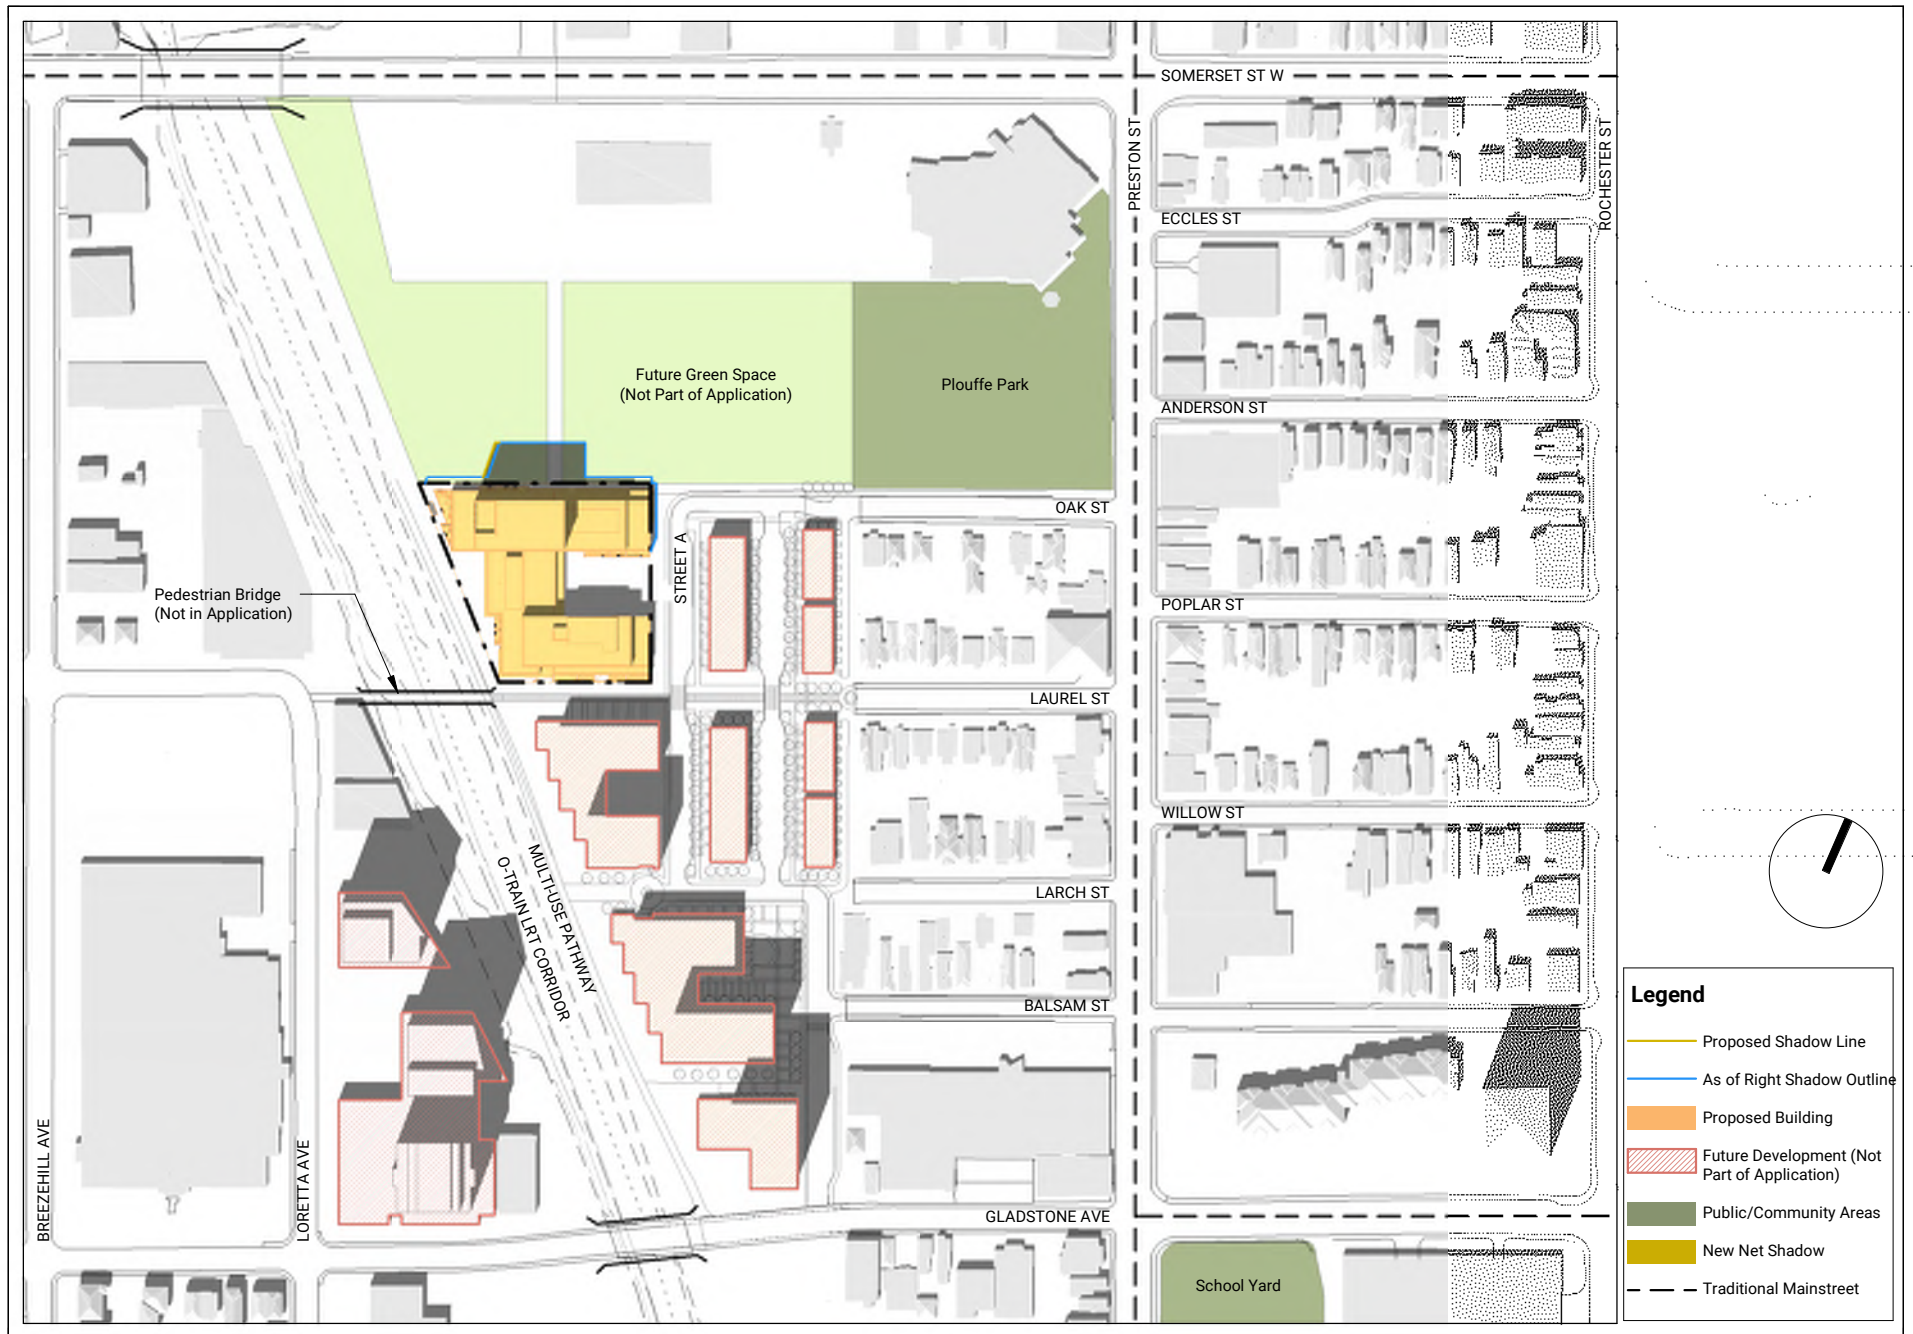 SOMERSET ST W
PRESTON ST
ROCHESTER ST
ECCLES ST
Future Green Space
(Not Part of Application)
Plouffe Park
ANDERSON ST
OAK ST
STREET A
Pedestrian Bridge
(Not in Application)
POPLAR ST
LAUREL ST
WILLOW ST
MULTI-USE PATHWAY
O-TRAIN LRT CORRIDOR
LARCH ST
BALSAM ST
BREEZEHILL AVE
LORETTA AVE
GLADSTONE AVE
School Yard
Legend
Proposed Shadow Line
As of Right Shadow Outline
Proposed Building
Future Development (Not
Part of Application)
Public/Community Areas
New Net Shadow
Traditional Mainstreet